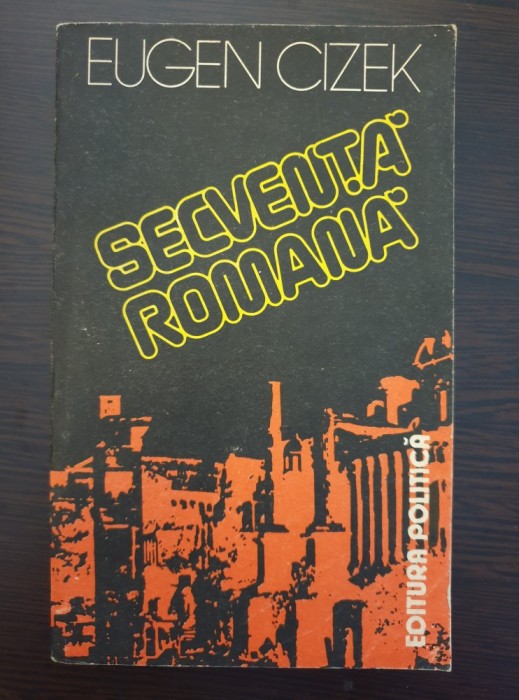 EUGEN CIZEK
SECVENȚĂ
ROMANĂ
EDITURA POLITICĂ